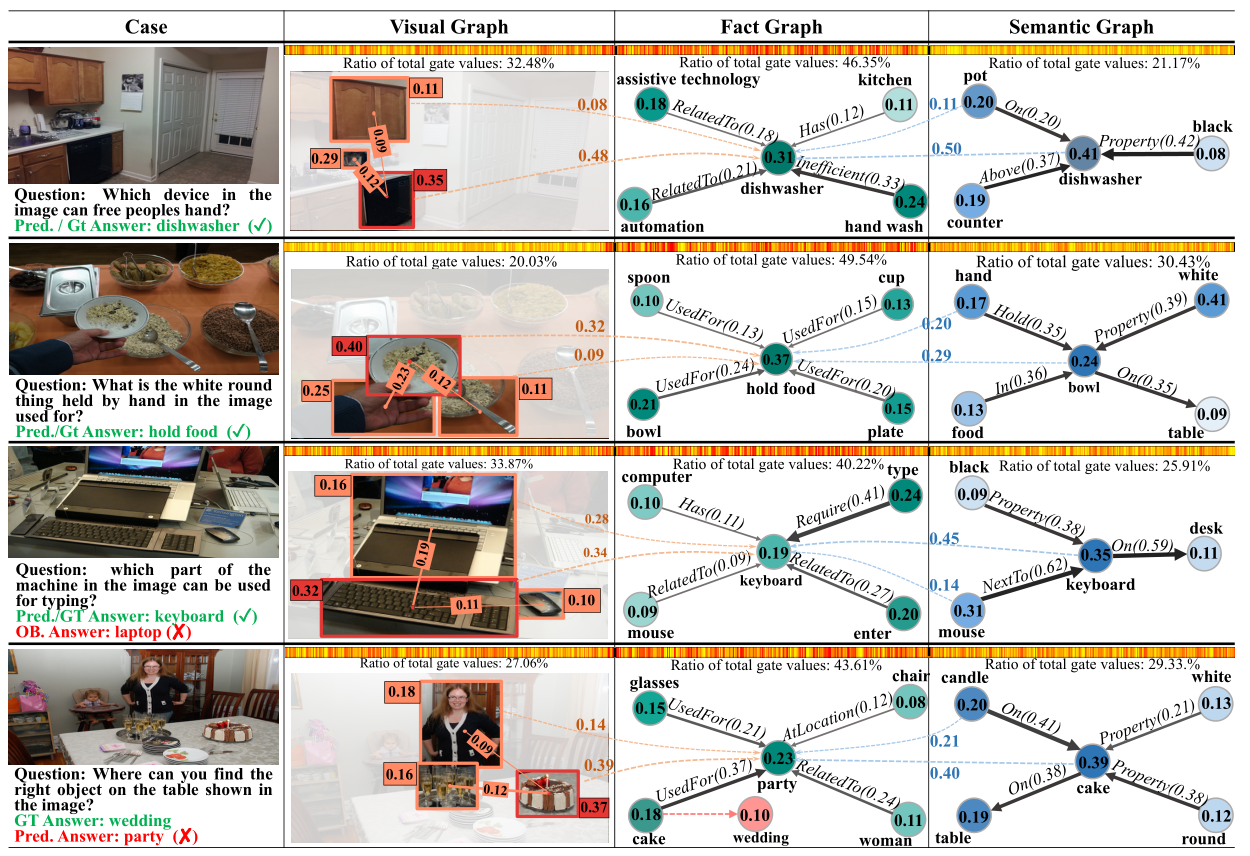 Case
Visual Graph
Fact Graph
Semantic Graph
Question: Which device in the
image can free peoples hand?
Pred. / Gt Answer: dishwasher (✓)
Ratio of total gate values: 32.48%
0.11
0.09
0.29
0.12
0.35
0.08
0.48
Ratio of total gate values: 46.35%
assistive technology
kitchen
0.18
RelatedTo(0.18)
Has(0.12)
0.11
0.31
dishwasher
RelatedTo(0.21)
Inefficient(0.33)
0.16
0.24
automation
hand wash
Ratio of total gate values: 21.17%
0.11
0.50
pot
0.20
On(0.20)
black
Property(0.42)
0.41
0.08
dishwasher
Above(0.37)
0.19
counter
Question: What is the white round
thing held by hand in the image
used for?
Pred./Gt Answer: hold food (✓)
Ratio of total gate values: 20.03%
0.40
0.23
0.12
0.25
0.11
0.32
0.09
Ratio of total gate values: 49.54%
spoon
cup
0.10
UsedFor(0.13)
UsedFor(0.15)
0.13
0.37
hold food
UsedFor(0.24)
UsedFor(0.20)
0.21
0.15
bowl
plate
Ratio of total gate values: 30.43%
0.20
0.29
hand
white
0.17
Hold(0.35)
Property(0.39)
0.41
0.24
bowl
In(0.36)
On(0.35)
0.13
0.09
food
table
Question: which part of the
machine in the image can be used
for typing?
Pred./GT Answer: keyboard (✓)
OB. Answer: laptop (✗)
Ratio of total gate values: 33.87%
0.16
0.19
0.32
0.11
0.10
0.28
0.34
Ratio of total gate values: 40.22%
computer
type
0.10
Has(0.11)
Require(0.41)
0.24
0.19
keyboard
RelatedTo(0.09)
RelatedTo(0.27)
0.09
0.20
mouse
enter
Ratio of total gate values: 25.91%
0.45
0.14
black
0.09
Property(0.38)
desk
0.35
On(0.59)
0.11
keyboard
NextTo(0.62)
0.31
mouse
Question: Where can you find the
right object on the table shown in
the image?
GT Answer: wedding
Pred. Answer: party (✗)
Ratio of total gate values: 27.06%
0.18
0.09
0.16
0.12
0.37
0.14
0.39
Ratio of total gate values: 43.61%
glasses
chair
0.15
UsedFor(0.21)
AtLocation(0.12)
0.08
0.23
party
UsedFor(0.37)
RelatedTo(0.24)
0.18
0.10
0.11
cake
wedding
woman
Ratio of total gate values: 29.33%
0.21
0.40
candle
white
0.20
On(0.41)
Property(0.21)
0.13
0.39
cake
On(0.38)
Property(0.38)
0.19
0.12
table
round